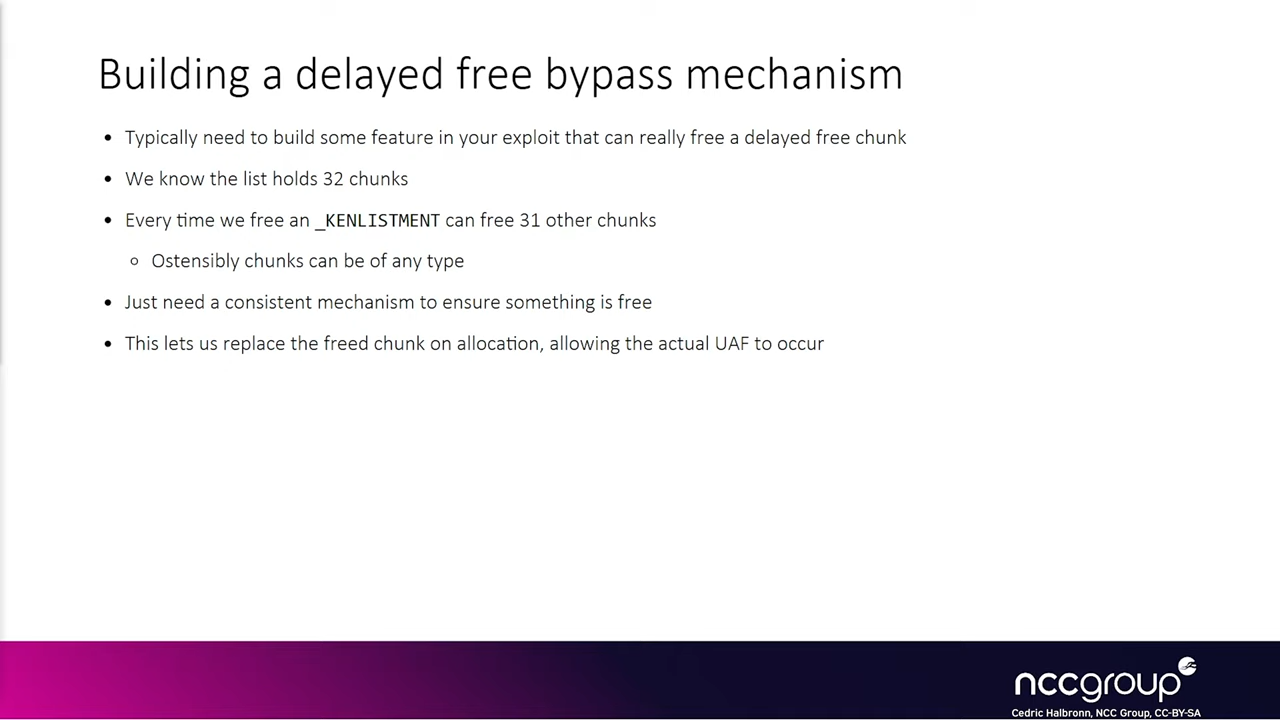 Building a delayed free bypass mechanism
• Typically need to build some feature in your exploit that can really free a delayed free chunk
• We know the list holds 32 chunks
• Every time we free an _KENLISTMENT can free 31 other chunks
○ Ostensibly chunks can be of any type
• Just need a consistent mechanism to ensure something is free
• This lets us replace the freed chunk on allocation, allowing the actual UAF to occur
nccgroup
Cedric Halbronn, NCC Group, CC-BY-SA